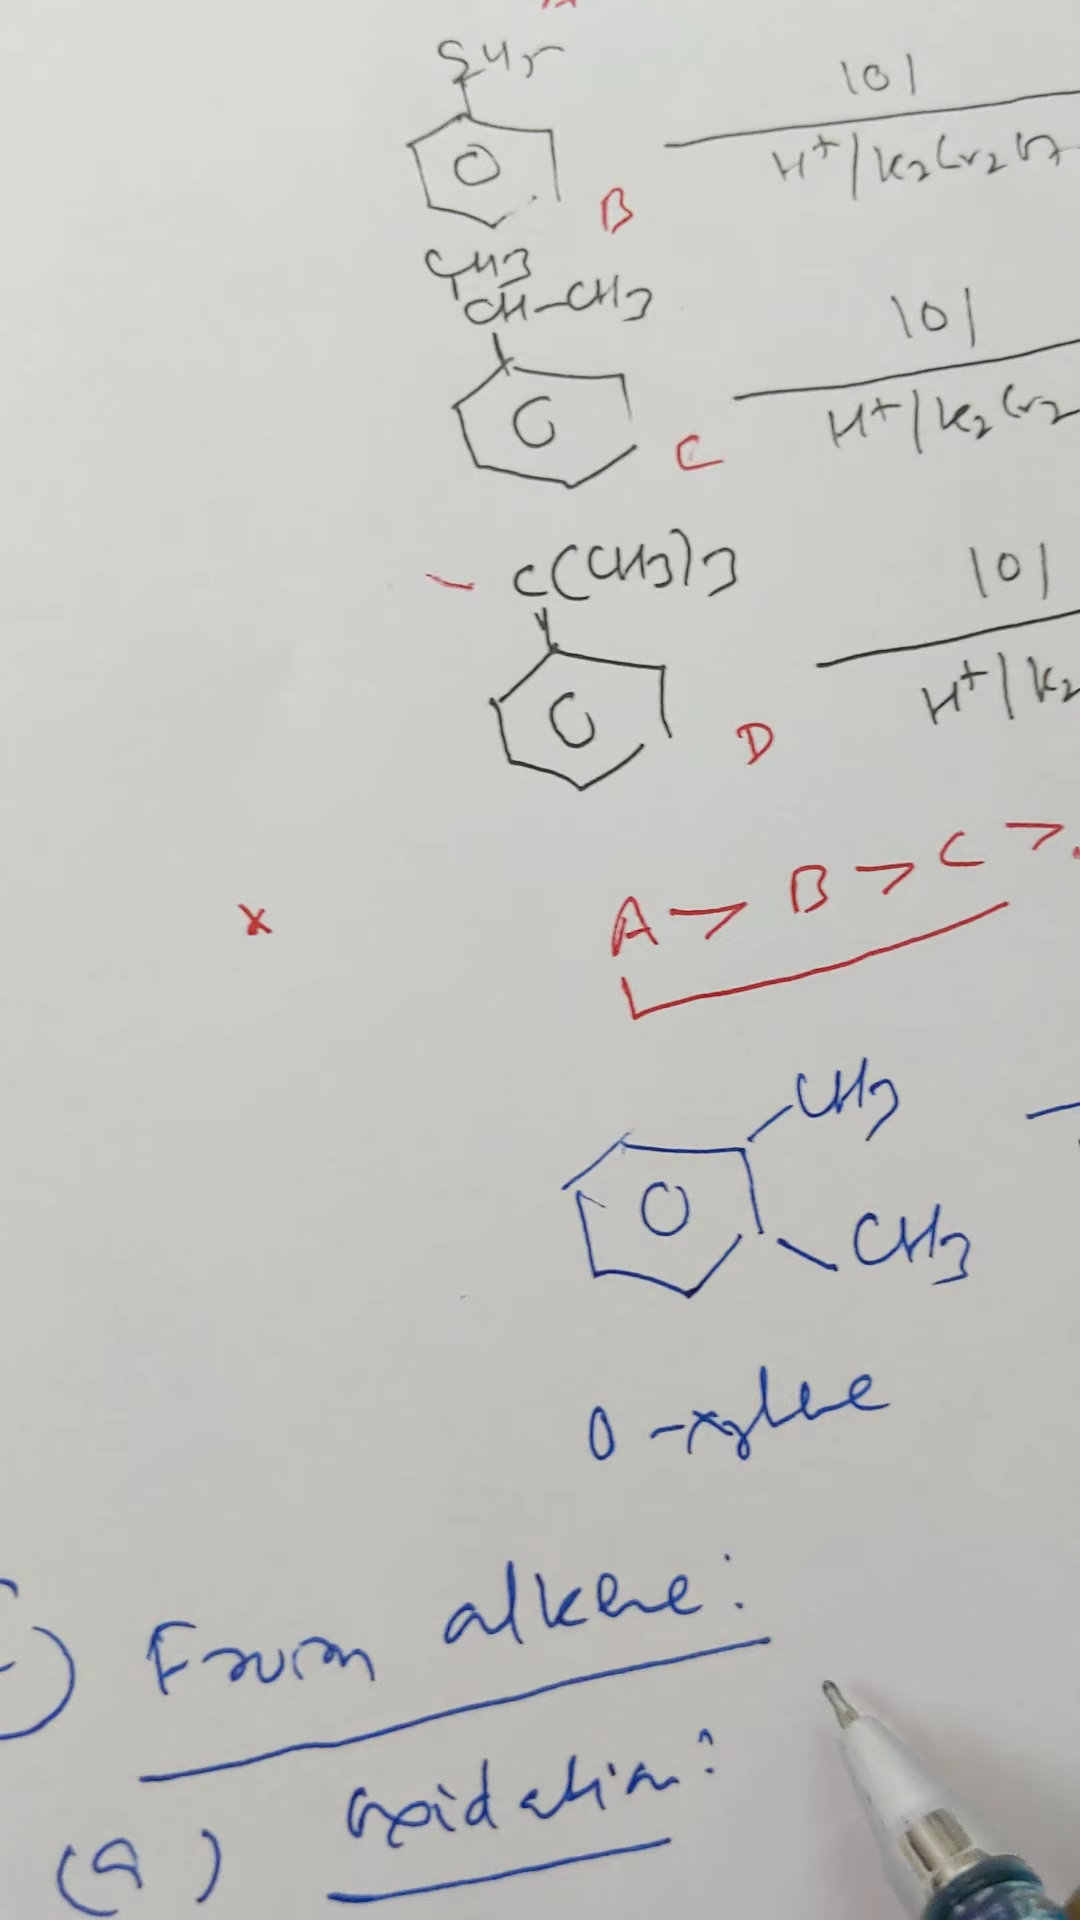 C2H5
|O|
H+/K2Cr2O7
B
CH3
CH-CH3
|O|
H+/K2Cr2
C
C(CH3)3
|O|
H+/K2
D
A > B > C >
x
CH3
CH3
O-xylene
From alkene:
(a) oxidation: